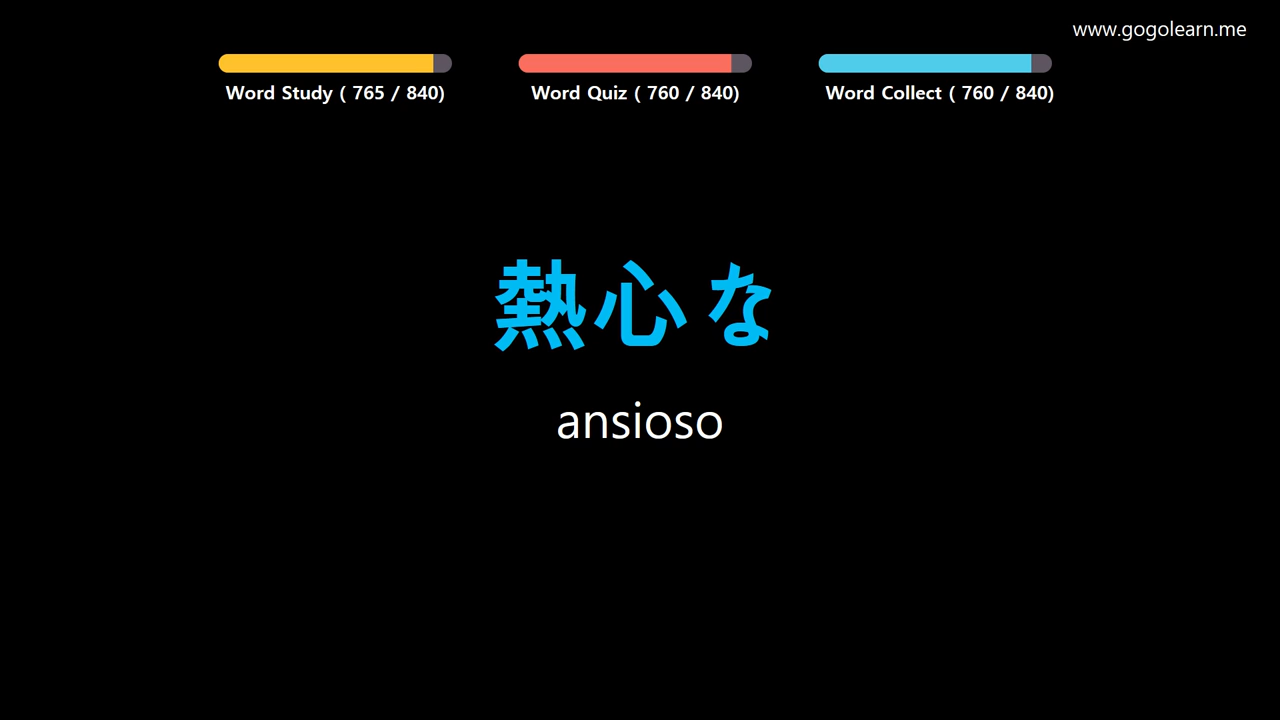 www.gogolearn.me
Word Study ( 765 / 840)
Word Quiz ( 760 / 840)
Word Collect ( 760 / 840)
熱心な
ansioso